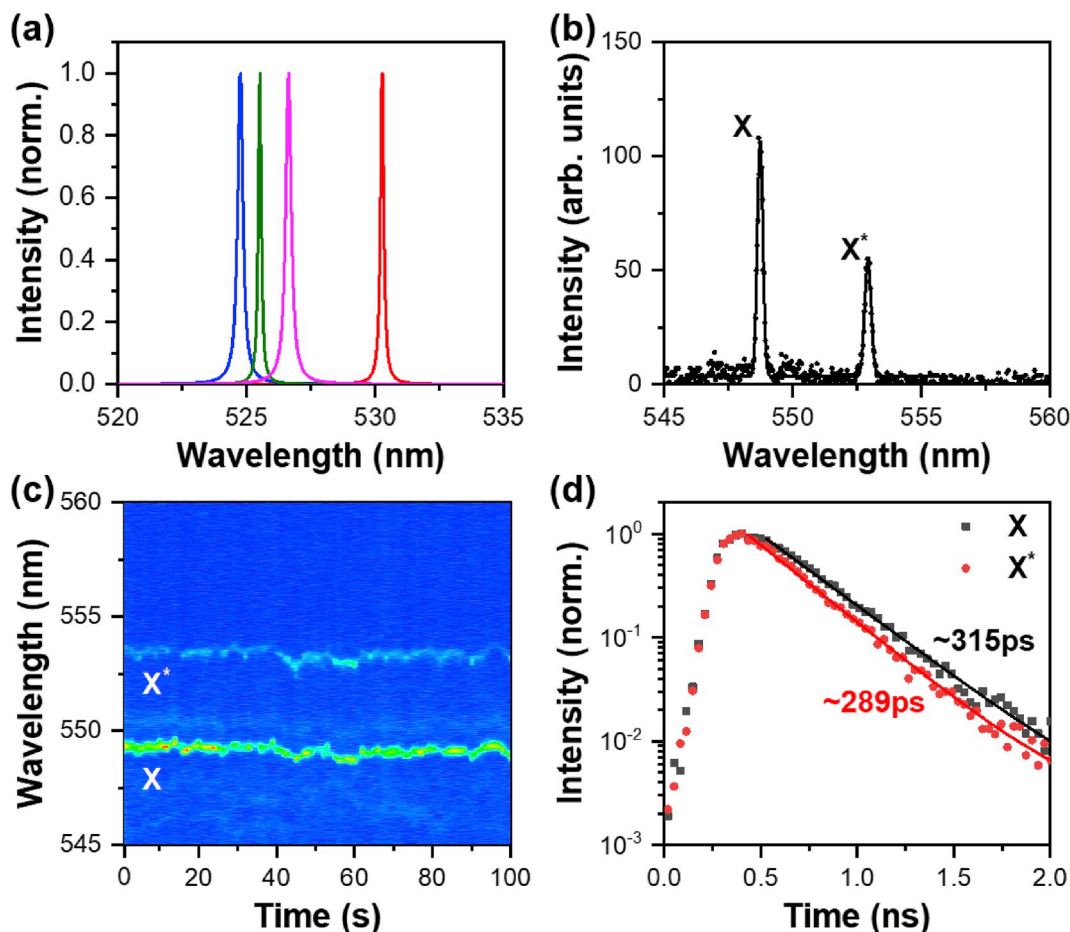 (a)
Intensity (norm.)
1.0
0.8
0.6
0.4
0.2
0.0
520 525 530 535
Wavelength (nm)
(b)
Intensity (arb. units)
150
100
50
0
X
X*
545 550 555 560
Wavelength (nm)
(c)
Wavelength (nm)
560
555
550
545
X*
X
0 20 40 60 80 100
Time (s)
(d)
Intensity (norm.)
10⁰
10⁻¹
10⁻²
10⁻³
X
X*
~315ps
~289ps
0.0 0.5 1.0 1.5 2.0
Time (ns)